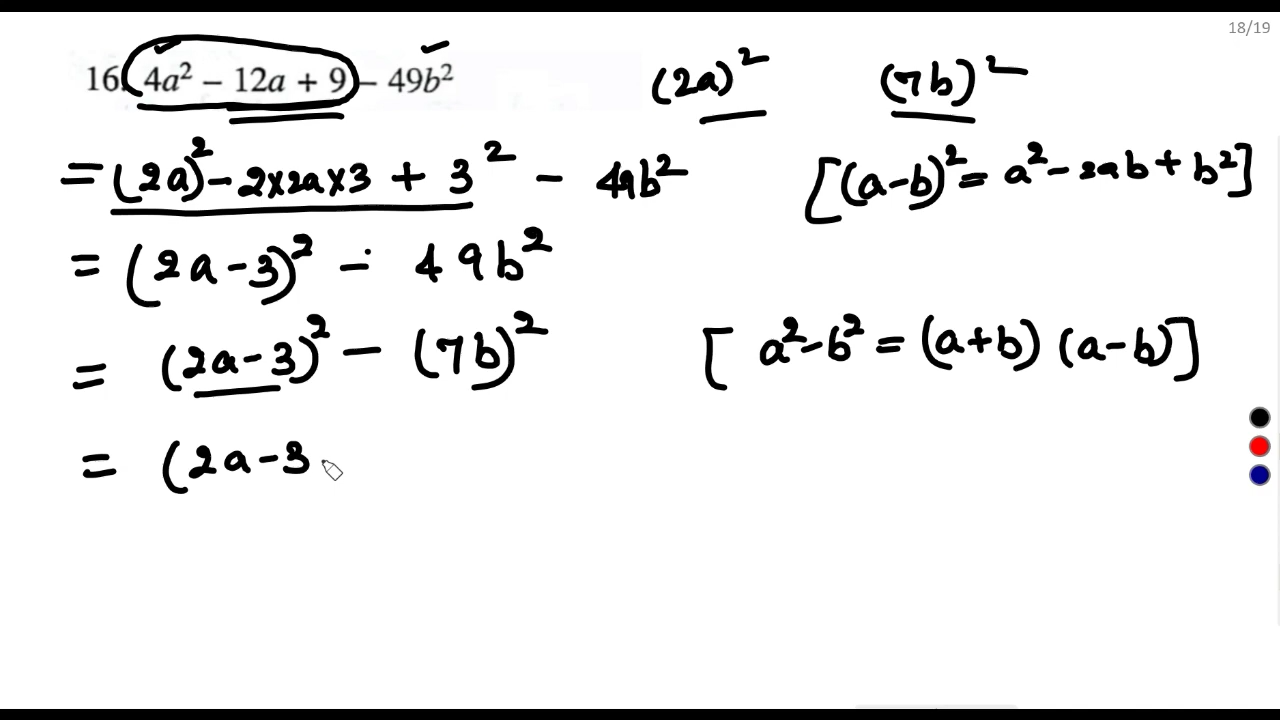 18/19
16. 4a² – 12a + 9 – 49b²
(2a)² (7b)²
= (2a)² - 2×2a×3 + 3² - 49b² [(a-b)² = a² - 2ab + b²]
= (2a-3)² - 49b²
= (2a-3)² - (7b)² [a²-b² = (a+b) (a-b)]
= (2a-3